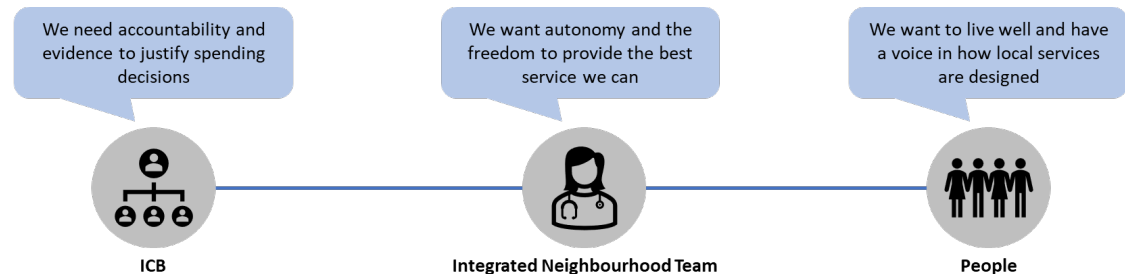 We need accountability and
evidence to justify spending
decisions
We want autonomy and the
freedom to provide the best
service we can
We want to live well and have
a voice in how local services
are designed
ICB
Integrated Neighbourhood Team
People